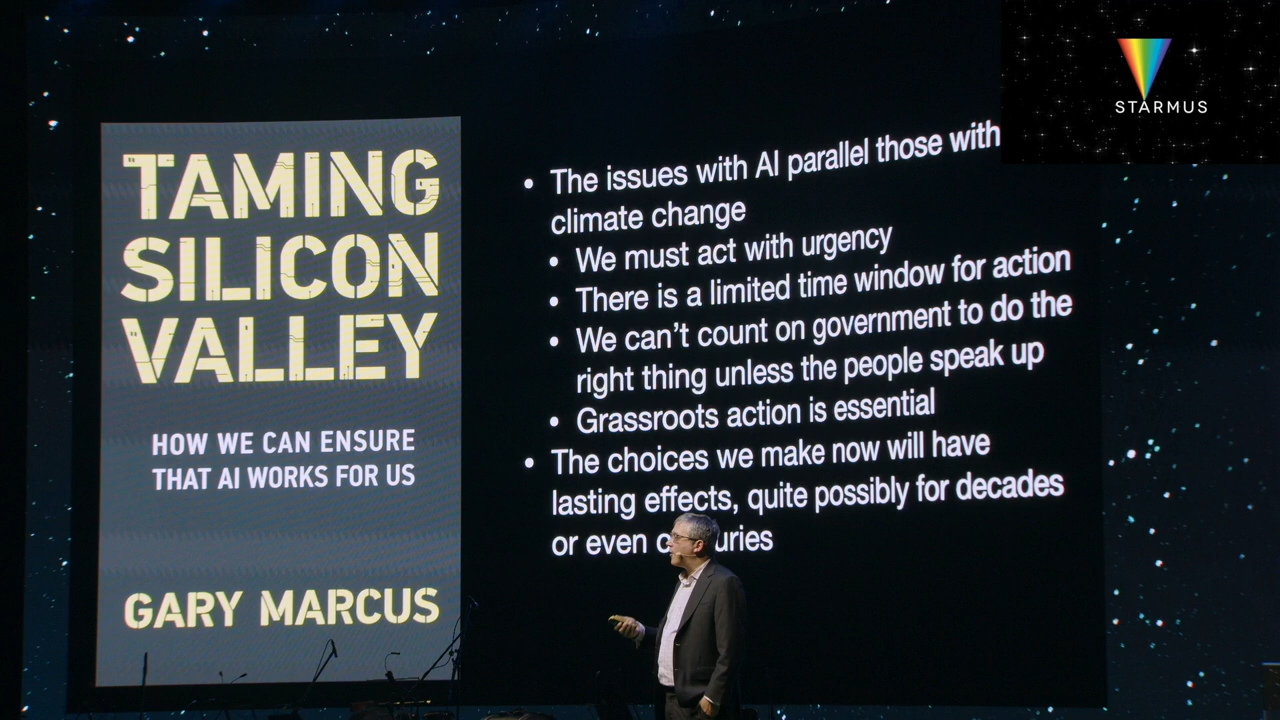 TAMING
SILICON
VALLEY
HOW WE CAN ENSURE
THAT AI WORKS FOR US
GARY MARCUS
• The issues with AI parallel those with
climate change
• We must act with urgency
• There is a limited time window for action
• We can't count on government to do the
right thing unless the people speak up
• Grassroots action is essential
• The choices we make now will have
lasting effects, quite possibly for decades
or even
STARMUS